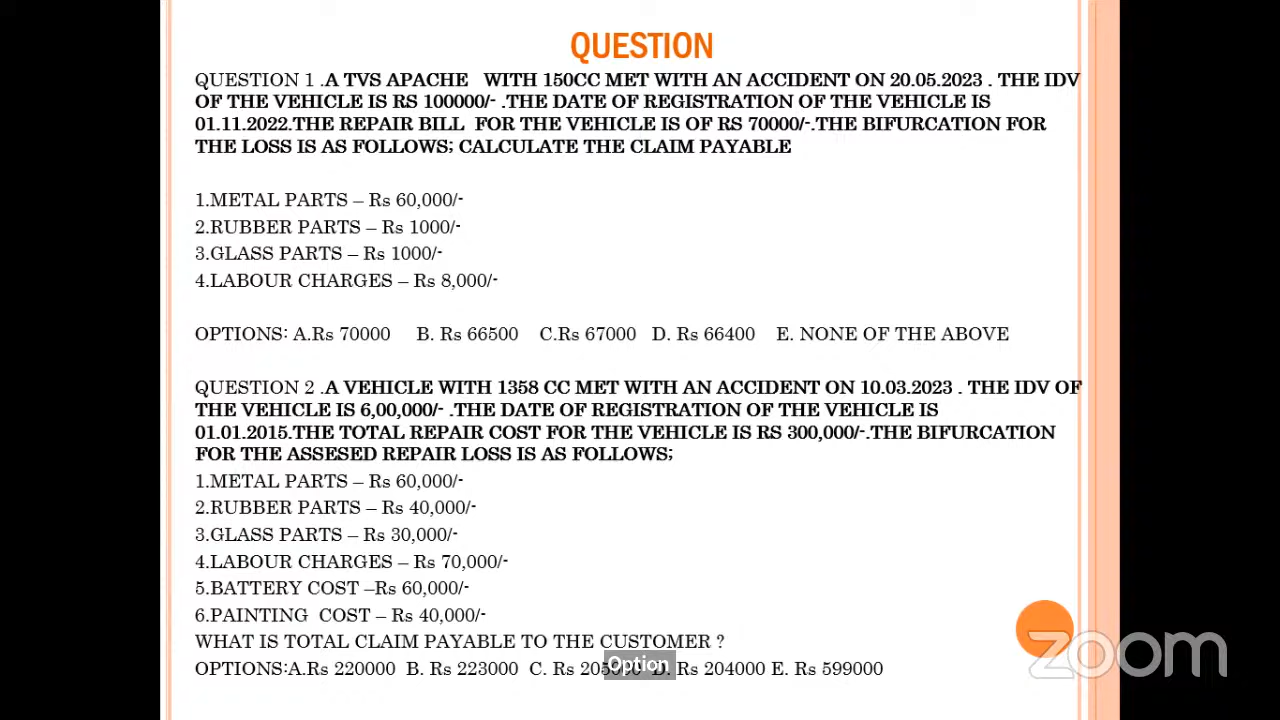 QUESTION
QUESTION 1 .A TVS APACHE WITH 150CC MET WITH AN ACCIDENT ON 20.05.2023 . THE IDV
OF THE VEHICLE IS RS 100000/- .THE DATE OF REGISTRATION OF THE VEHICLE IS
01.11.2022.THE REPAIR BILL FOR THE VEHICLE IS OF RS 70000/-.THE BIFURCATION FOR
THE LOSS IS AS FOLLOWS; CALCULATE THE CLAIM PAYABLE
1.METAL PARTS – Rs 60,000/-
2.RUBBER PARTS – Rs 1000/-
3.GLASS PARTS – Rs 1000/-
4.LABOUR CHARGES – Rs 8,000/-
OPTIONS: A.Rs 70000 B. Rs 66500 C.Rs 67000 D. Rs 66400 E. NONE OF THE ABOVE
QUESTION 2 .A VEHICLE WITH 1358 CC MET WITH AN ACCIDENT ON 10.03.2023 . THE IDV OF
THE VEHICLE IS 6,00,000/- .THE DATE OF REGISTRATION OF THE VEHICLE IS
01.01.2015.THE TOTAL REPAIR COST FOR THE VEHICLE IS RS 300,000/-.THE BIFURCATION
FOR THE ASSESED REPAIR LOSS IS AS FOLLOWS;
1.METAL PARTS – Rs 60,000/-
2.RUBBER PARTS – Rs 40,000/-
3.GLASS PARTS – Rs 30,000/-
4.LABOUR CHARGES – Rs 70,000/-
5.BATTERY COST –Rs 60,000/-
6.PAINTING COST – Rs 40,000/-
WHAT IS TOTAL CLAIM PAYABLE TO THE CUSTOMER ?
OPTIONS:A.Rs 220000 B. Rs 223000 C. Rs D. Rs 204000 E. Rs 599000
Option
zoom